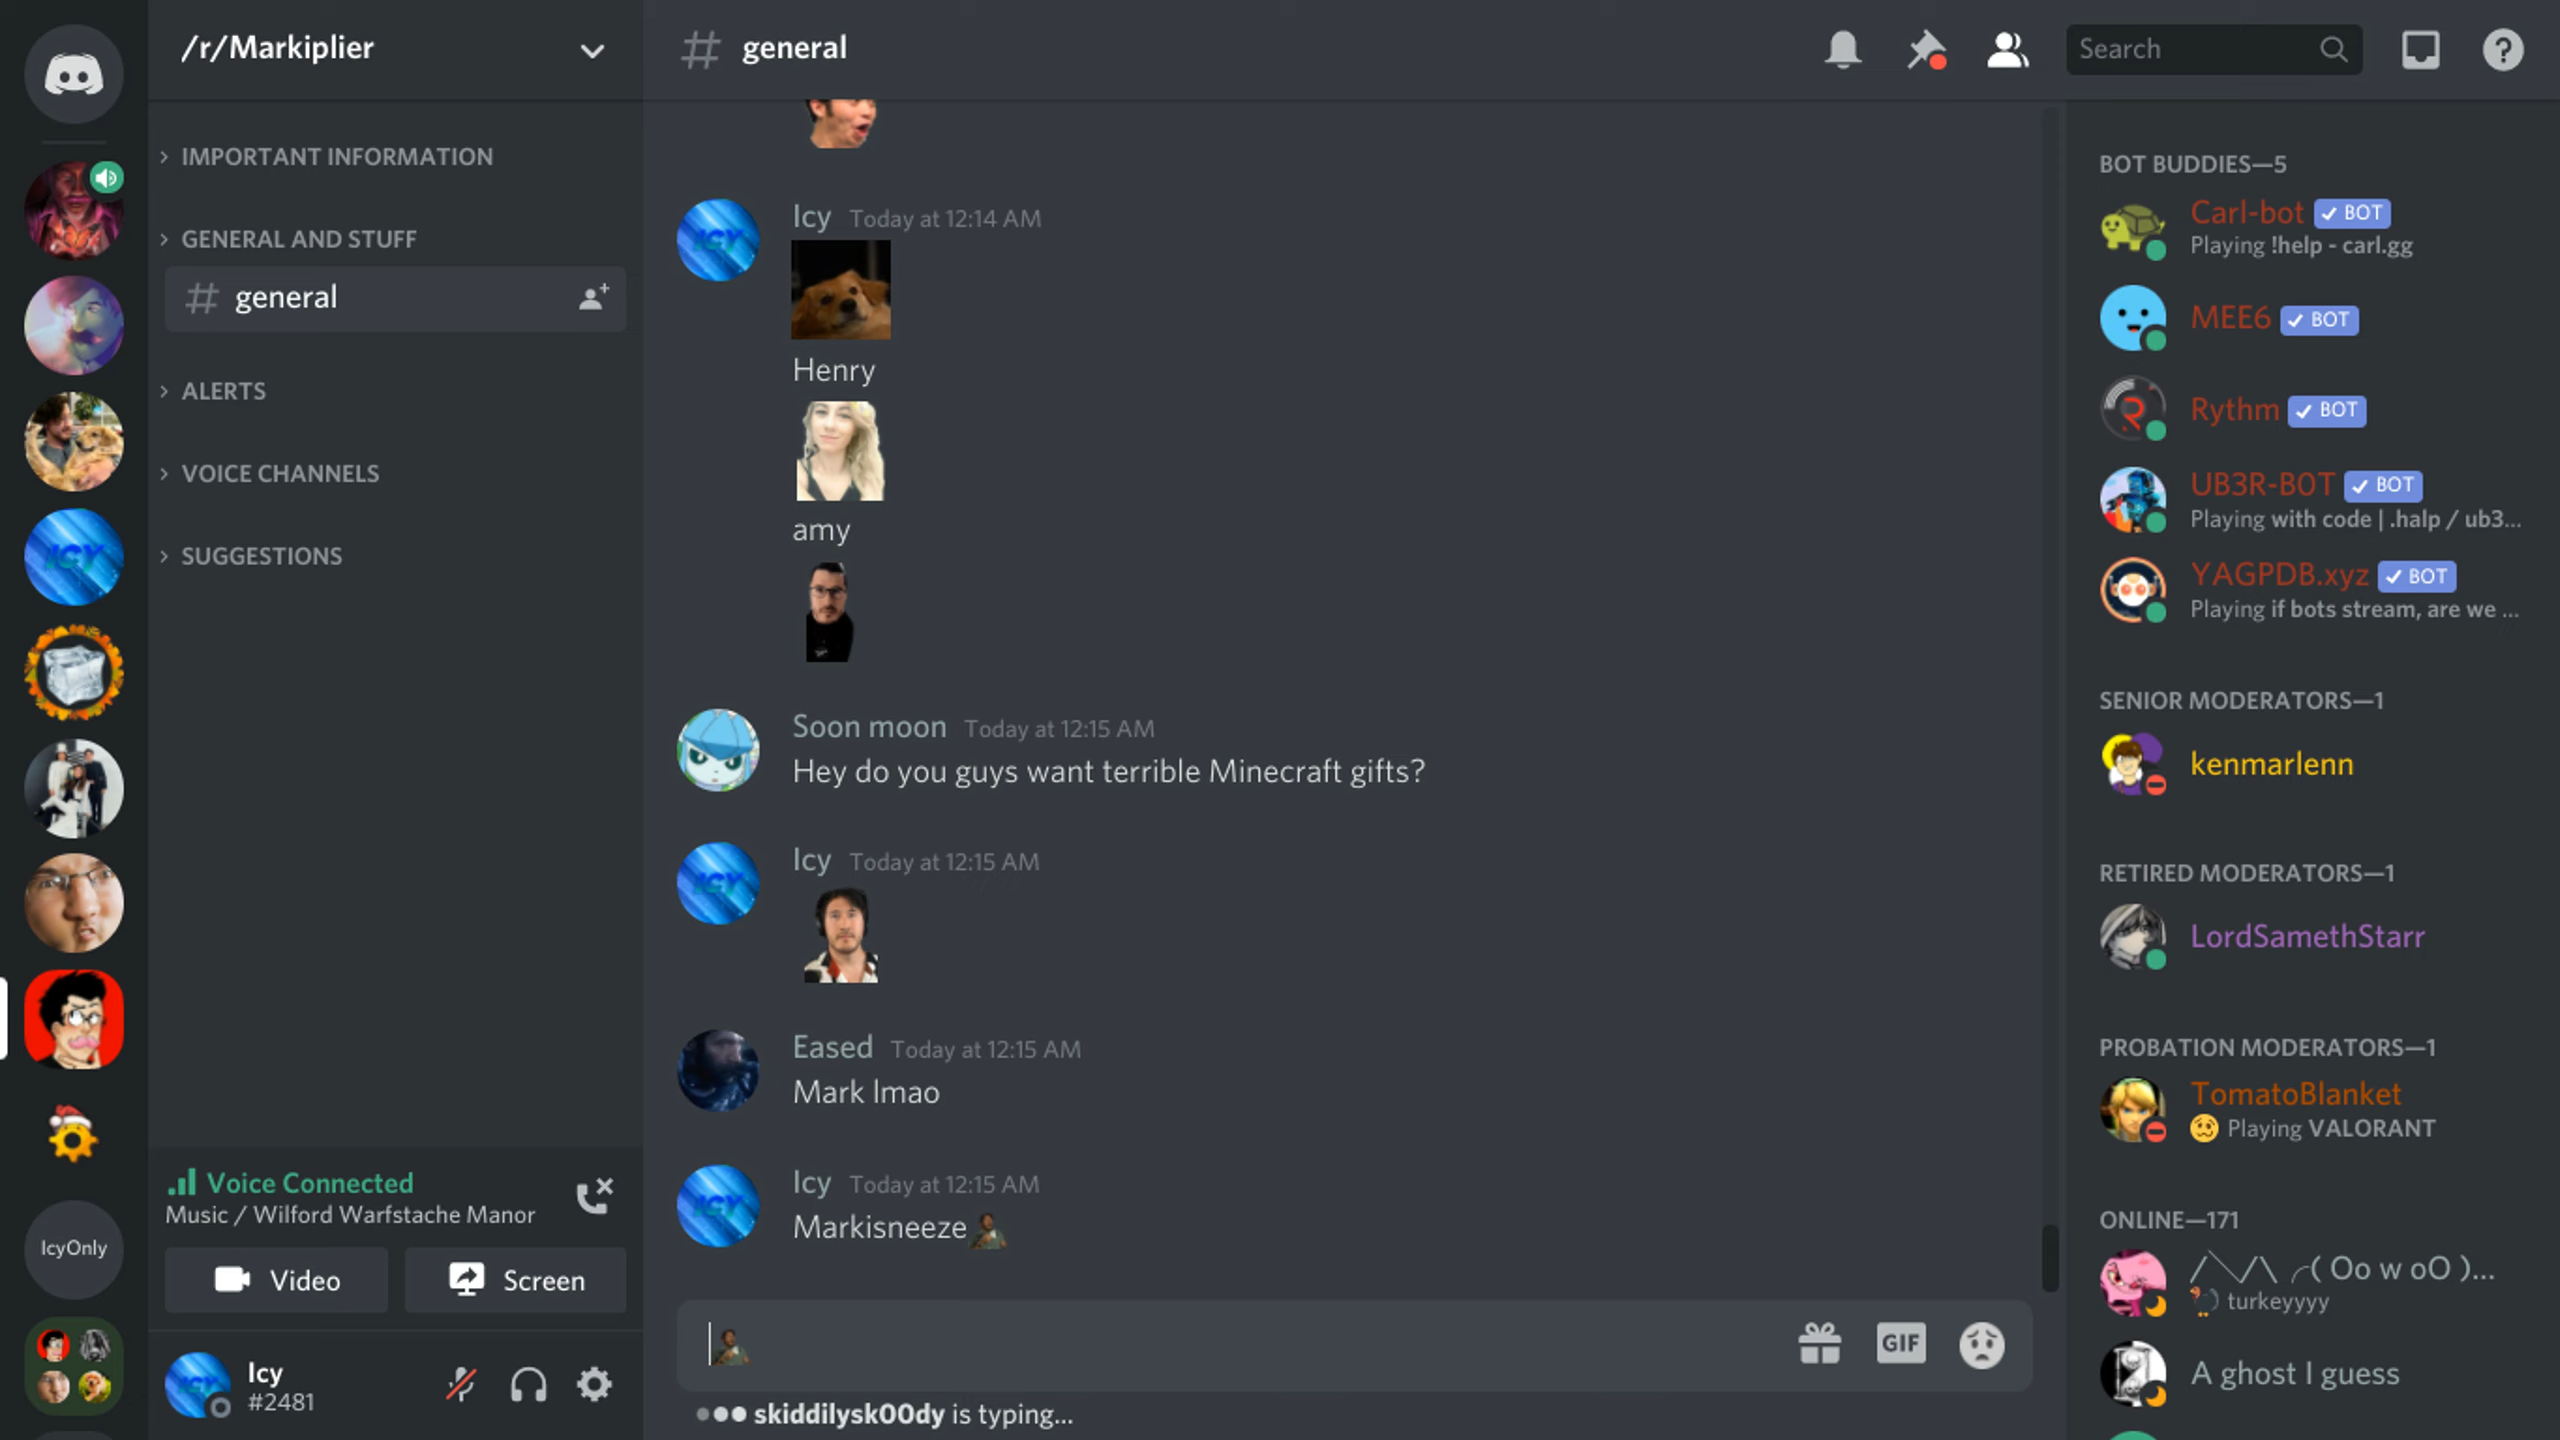 /r/Markiplier
IMPORTANT INFORMATION
GENERAL AND STUFF
general
ALERTS
VOICE CHANNELS
SUGGESTIONS
ICY
IcyOnly
Voice Connected
Music / Wilford Warfstache Manor
Video
Screen
Icy
#2481
general
Search
Icy Today at 12:14 AM
ICY
Henry
amy
Soon moon Today at 12:15 AM
Hey do you guys want terrible Minecraft gifts?
Icy Today at 12:15 AM
ICY
Eased Today at 12:15 AM
Mark lmao
Icy Today at 12:15 AM
ICY
Markisneeze
GIF
skiddilysk00dy is typing...
BOT BUDDIES—5
Carl-bot BOT
Playing !help - carl.gg
MEE6 BOT
Rythm BOT
UB3R-B0T BOT
Playing with code | .halp / ub3...
YAGPDB.xyz BOT
Playing if bots stream, are we ...
SENIOR MODERATORS—1
kenmarlenn
RETIRED MODERATORS—1
LordSamethStarr
PROBATION MODERATORS—1
TomatoBlanket
Playing VALORANT
ONLINE—171
/╲/\ ╭( Oo w oO )...
turkeyyyy
A ghost I guess